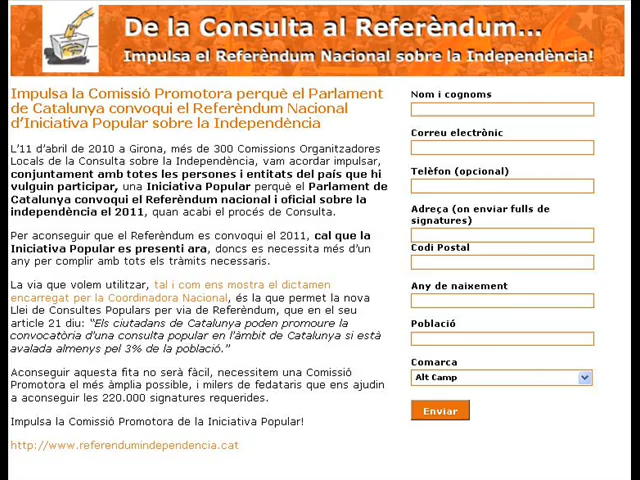 De la Consulta al Referèndum...
Impulsa el Referèndum Nacional sobre la Independència!
Impulsa la Comissió Promotora perquè el Parlament
de Catalunya convoqui el Referèndum Nacional
d'Iniciativa Popular sobre la Independència
L'11 d'abril de 2010 a Girona, més de 300 Comissions Organitzadores
Locals de la Consulta sobre la Independència, vam acordar impulsar,
conjuntament amb totes les persones i entitats del país que hi
vulguin participar, una Iniciativa Popular perquè el Parlament de
Catalunya convoqui el Referèndum nacional i oficial sobre la
independència el 2011, quan acabi el procés de Consulta.
Per aconseguir que el Referèndum es convoqui el 2011, cal que la
Iniciativa Popular es presenti ara, doncs es necessita més d'un
any per complir amb tots els tràmits necessaris.
La via que volem utilitzar, tal i com ens mostra el dictamen
encarregat per la Coordinadora Nacional, és la que permet la nova
Llei de Consultes Populars per via de Referèndum, que en el seu
article 21 diu: "Els ciutadans de Catalunya poden promoure la
convocatòria d'una consulta popular en l'àmbit de Catalunya si està
avalada almenys pel 3% de la població."
Aconseguir aquesta fita no serà fàcil, necessitem una Comissió
Promotora el més àmplia possible, i milers de fedataris que ens ajudin
a aconseguir les 220.000 signatures requerides.
Impulsa la Comissió Promotora de la Iniciativa Popular!
http://www.referendumindependencia.cat
Nom i cognoms
Correu electrònic
Telèfon (opcional)
Adreça (on enviar fulls de
signatures)
Codi Postal
Any de naixement
Població
Comarca
Alt Camp
Enviar